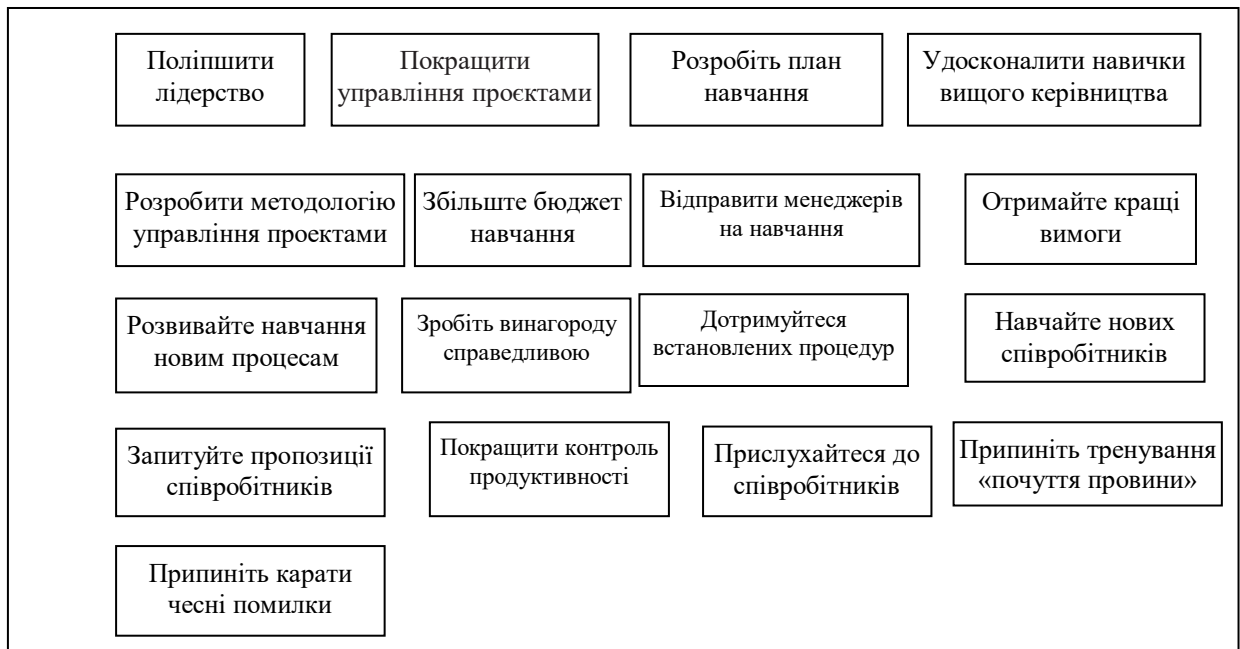 Поліпшити
лідерство
Покращити
управління проєктами
Розробіть план
навчання
Удосконалити навички
вищого керівництва
Розробити методологію
управління проектами
Збільште бюджет
навчання
Відправити менеджерів
на навчання
Отримайте кращі
вимоги
Розвивайте навчання
новим процесам
Зробіть винагороду
справедливою
Дотримуйтеся
встановлених процедур
Навчайте нових
співробітників
Запитуйте пропозиції
співробітників
Покращити контроль
продуктивності
Прислухайтеся до
співробітників
Припиніть тренування
«почуття провини»
Припиніть карати
чесні помилки